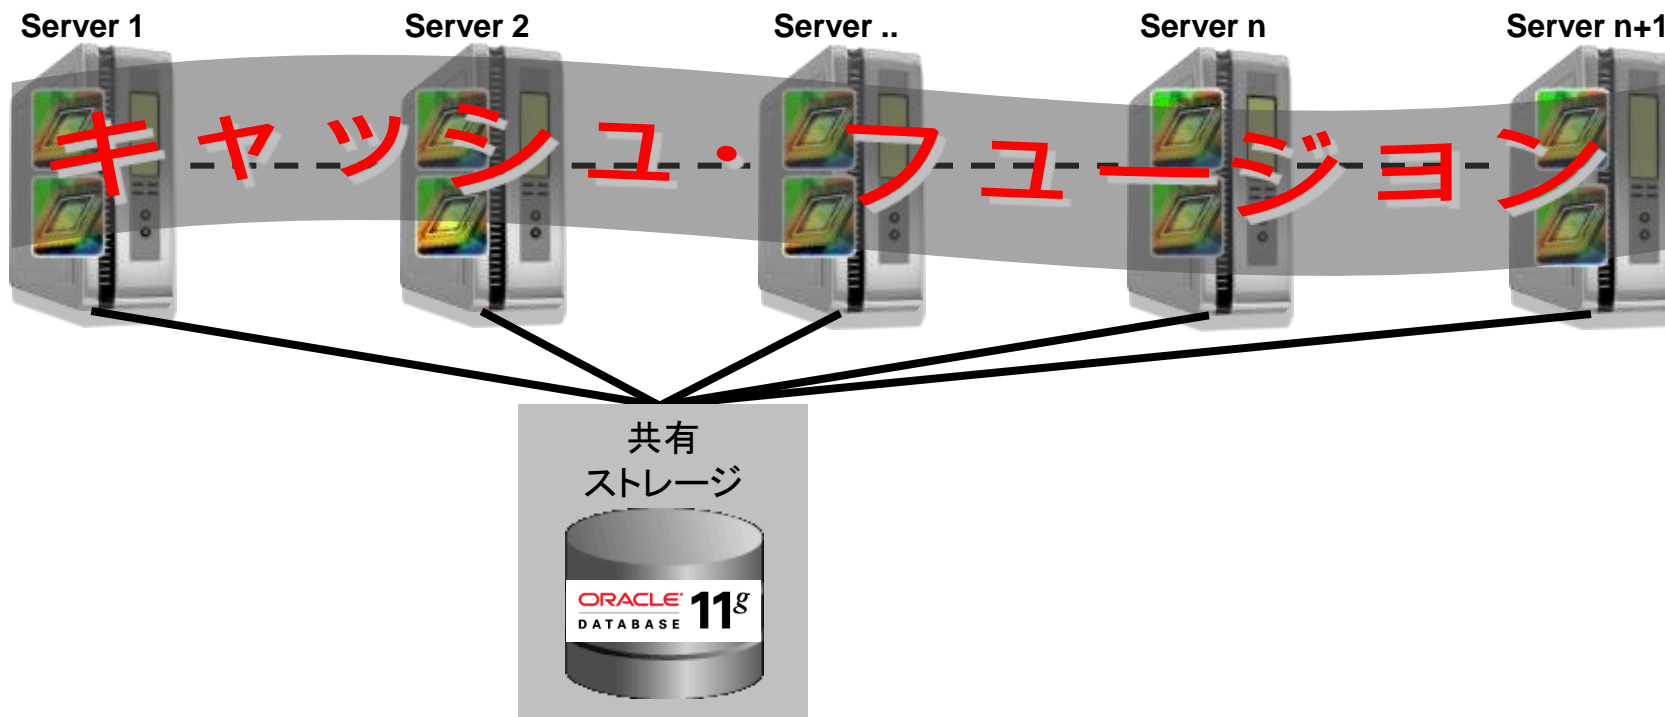 Server 1
Server 2
Server ..
Server n
Server n+1
キャッシュ・フュージョン
共有
ストレージ
ORACLE 11g
DATABASE